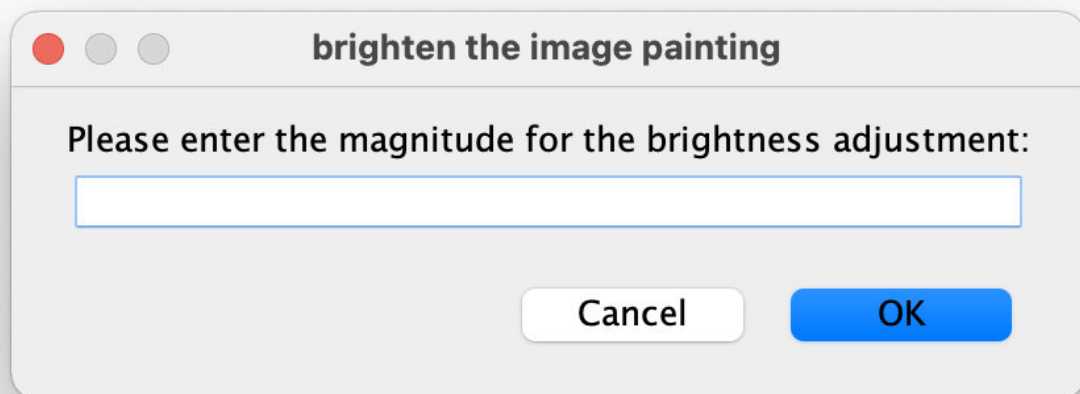 brighten the image painting
Please enter the magnitude for the brightness adjustment:
Cancel
OK